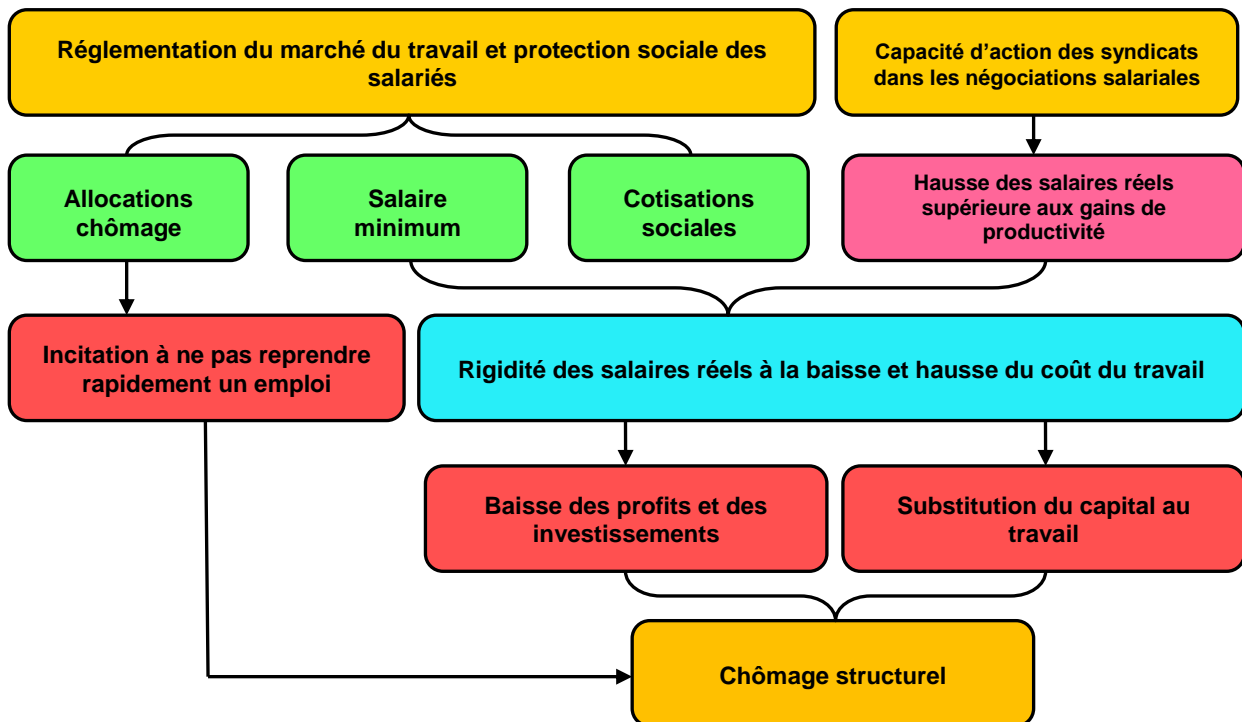 Réglementation du marché du travail et protection sociale des
salariés
Capacité d’action des syndicats
dans les négociations salariales
Allocations
chômage
Salaire
minimum
Cotisations
sociales
Hausse des salaires réels
supérieure aux gains de
productivité
Incitation à ne pas reprendre
rapidement un emploi
Rigidité des salaires réels à la baisse et hausse du coût du travail
Baisse des profits et des
investissements
Substitution du capital au
travail
Chômage structurel